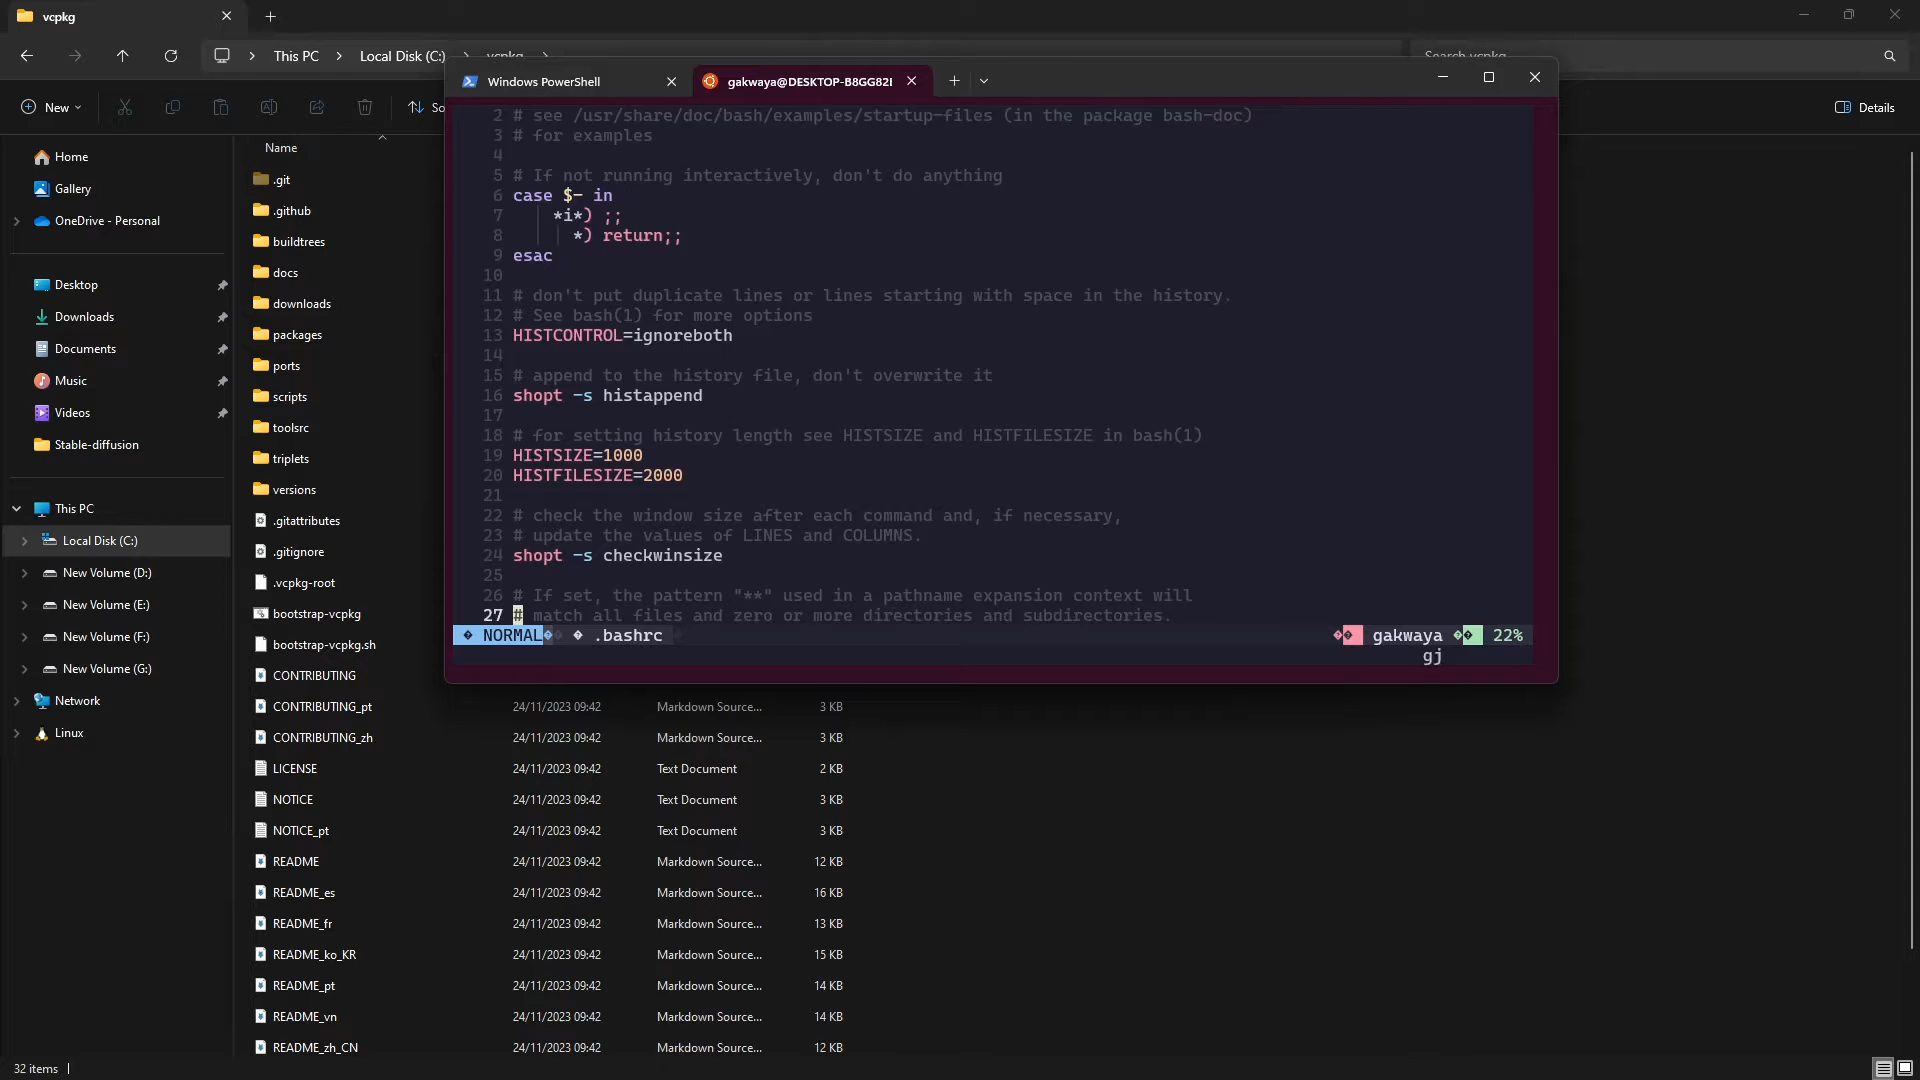 vcpkg
This PC
Local Disk (C:)
New
Details
Name
Home
Gallery
OneDrive - Personal
Desktop
Downloads
Documents
Music
Videos
Stable-diffusion
This PC
Local Disk (C:)
New Volume (D:)
New Volume (E:)
New Volume (F:)
New Volume (G:)
Network
Linux
.git
.github
buildtrees
docs
downloads
packages
ports
scripts
toolsrc
triplets
versions
.gitattributes
.gitignore
.vcpkg-root
bootstrap-vcpkg
bootstrap-vcpkg.sh
CONTRIBUTING
CONTRIBUTING_pt 24/11/2023 09:42 Markdown Source... 3 KB
CONTRIBUTING_zh 24/11/2023 09:42 Markdown Source... 3 KB
LICENSE 24/11/2023 09:42 Text Document 2 KB
NOTICE 24/11/2023 09:42 Text Document 3 KB
NOTICE_pt 24/11/2023 09:42 Text Document 3 KB
README 24/11/2023 09:42 Markdown Source... 12 KB
README_es 24/11/2023 09:42 Markdown Source... 16 KB
README_fr 24/11/2023 09:42 Markdown Source... 13 KB
README_ko_KR 24/11/2023 09:42 Markdown Source... 15 KB
README_pt 24/11/2023 09:42 Markdown Source... 14 KB
README_vn 24/11/2023 09:42 Markdown Source... 14 KB
README_zh_CN 24/11/2023 09:42 Markdown Source... 12 KB
32 items
Windows PowerShell
gakwaya@DESKTOP-B8GG82I
2 # see /usr/share/doc/bash/examples/startup-files (in the package bash-doc)
3 # for examples
4
5 # If not running interactively, don't do anything
6 case $- in
7 *i*) ;;
8 *) return;;
9 esac
10
11 # don't put duplicate lines or lines starting with space in the history.
12 # See bash(1) for more options
13 HISTCONTROL=ignoreboth
14
15 # append to the history file, don't overwrite it
16 shopt -s histappend
17
18 # for setting history length see HISTSIZE and HISTFILESIZE in bash(1)
19 HISTSIZE=1000
20 HISTFILESIZE=2000
21
22 # check the window size after each command and, if necessary,
23 # update the values of LINES and COLUMNS.
24 shopt -s checkwinsize
25
26 # If set, the pattern "**" used in a pathname expansion context will
27 # match all files and zero or more directories and subdirectories.
NORMAL .bashrc gakwaya 22%
gj